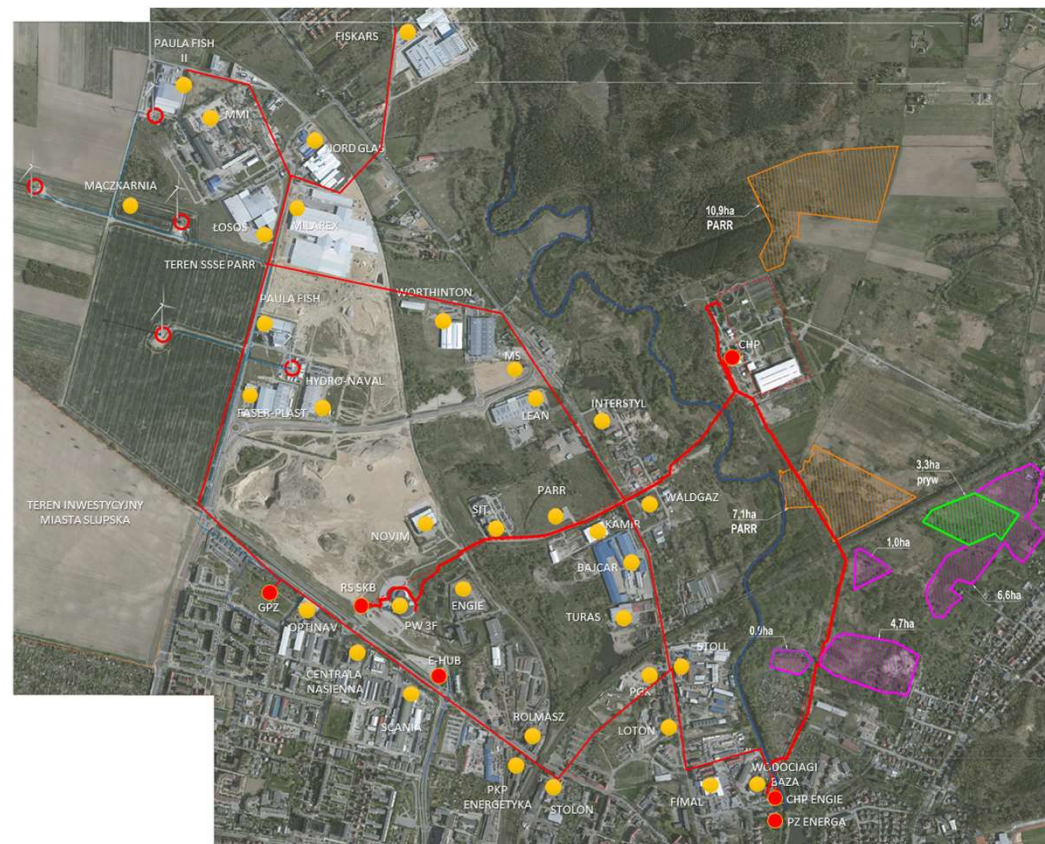 FISKARS
PAULA FISH
II
MMI
NORD GLAS
MĄCZKARNIA
ŁOSOŚ
MILAREX
10,9ha
PARR
TEREN SSSE PARR
PAULA FISH
WORTHINTON
CHP
MS
HYDRO-NAVAL
FASER-PLAST
LEAN
INTERSTYL
3,3ha
pryw
TEREN INWESTYCYJNY
MIASTA SŁUPSKA
PARR
WALDGAZ
7,1ha
PARR
SIT
KAMIR
NOVIM
1,0ha
BAJCAR
6,6ha
RS SKB
GPZ
PW 3F
ENGIE
OPTINAV
TURAS
0,9ha
4,7ha
E-HUB
STOLL
CENTRALA
NASIENNA
PGK
SCANIA
ROLMASZ
LOTON
PKP
ENERGETYKA
STOLON
FIMAL
WODOCIĄGI
BAZA
CHP ENGIE
PZ ENERGA